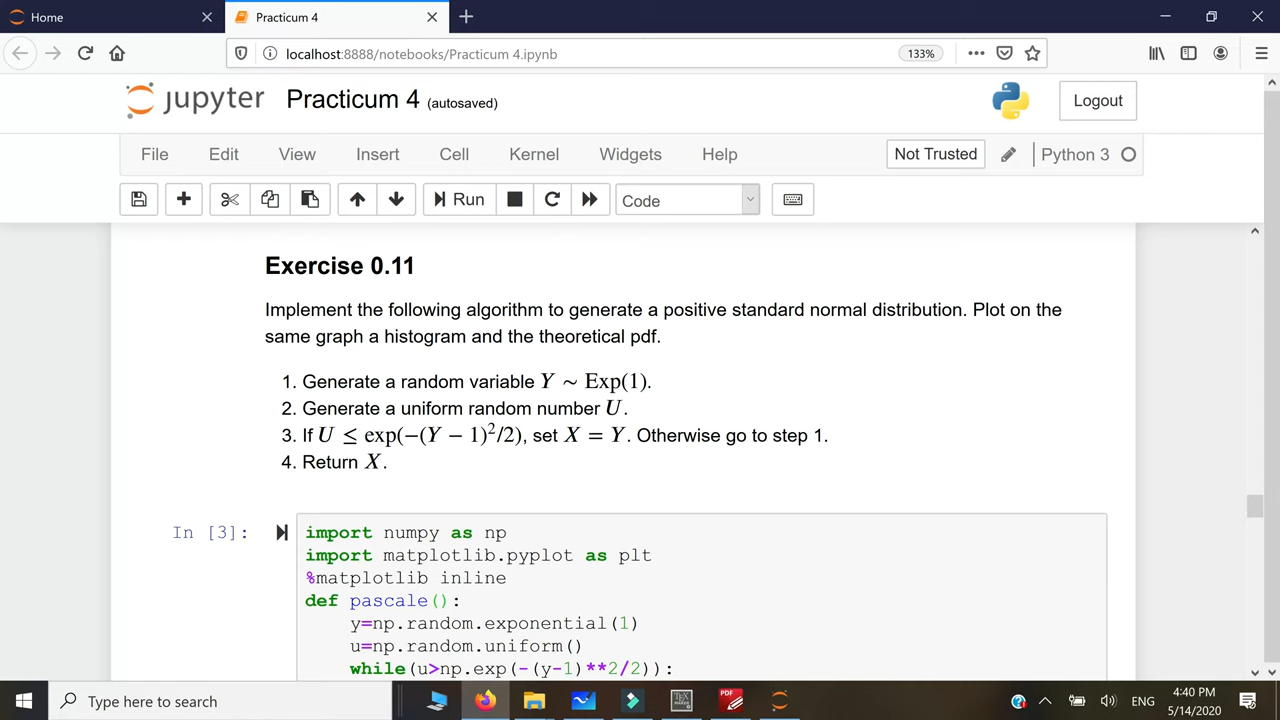 Home
Practicum 4
localhost:8888/notebooks/Practicum 4.ipynb
133%
jupyter Practicum 4 (autosaved)
Logout
File Edit View Insert Cell Kernel Widgets Help
Not Trusted
Python 3
Run
Code
Exercise 0.11
Implement the following algorithm to generate a positive standard normal distribution. Plot on the
same graph a histogram and the theoretical pdf.
1. Generate a random variable Y ∼ Exp(1).
2. Generate a uniform random number U.
3. If U ≤ exp(−(Y − 1)²/2), set X = Y. Otherwise go to step 1.
4. Return X.
In [3]:
import numpy as np
import matplotlib.pyplot as plt
%matplotlib inline
def pascale():
y=np.random.exponential(1)
u=np.random.uniform()
while(u>np.exp(-(y-1)**2/2)):
Type here to search
TEX
PDF
ENG
4:40 PM
5/14/2020